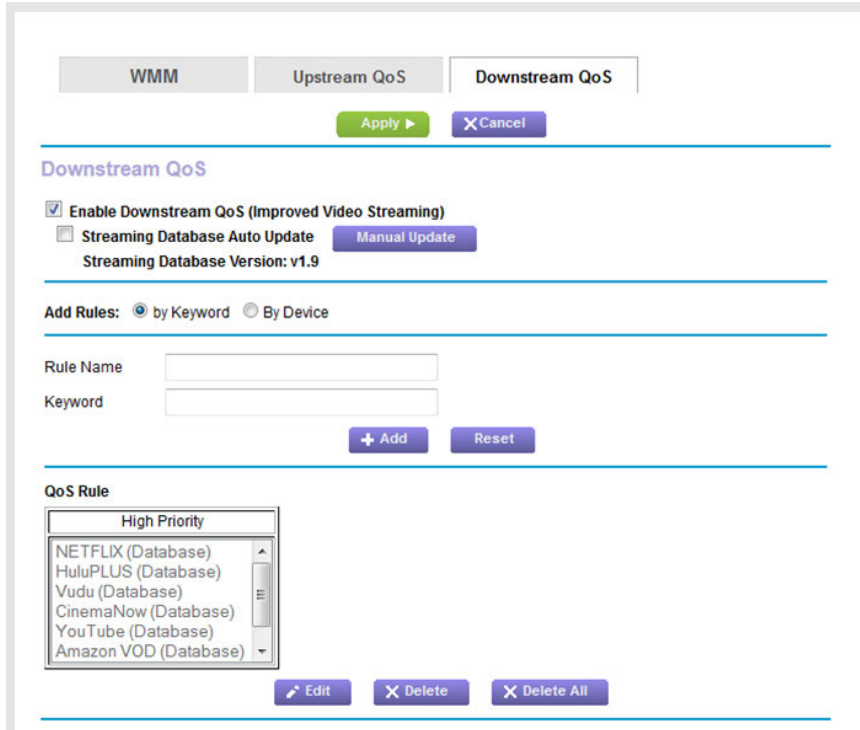 WMM Upstream QoS Downstream QoS
Apply Cancel
Downstream QoS
Enable Downstream QoS (Improved Video Streaming)
Streaming Database Auto Update Manual Update
Streaming Database Version: v1.9
Add Rules: by Keyword By Device
Rule Name
Keyword
Add Reset
QoS Rule
High Priority
NETFLIX (Database)
HuluPLUS (Database)
Vudu (Database)
CinemaNow (Database)
YouTube (Database)
Amazon VOD (Database)
Edit Delete Delete All